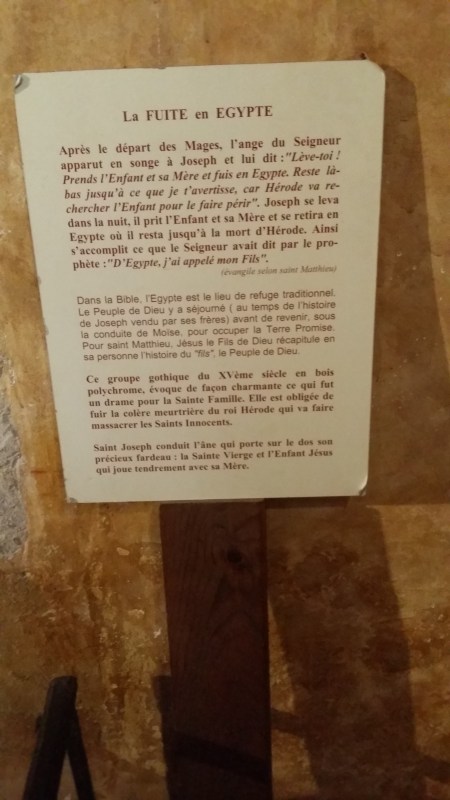 La FUITE en EGYPTE
Après le départ des Mages, l'ange du Seigneur
apparut en songe à Joseph et lui dit :"Lève-toi !
Prends l'Enfant et sa Mère et fuis en Egypte. Reste là-
bas jusqu'à ce que je t'avertisse, car Hérode va re-
chercher l'Enfant pour le faire périr". Joseph se leva
dans la nuit, il prit l'Enfant et sa Mère et se retira en
Egypte où il resta jusqu'à la mort d'Hérode. Ainsi
s'accomplit ce que le Seigneur avait dit par le pro-
phète :"D'Egypte, j'ai appelé mon Fils".
(évangile selon saint Matthieu)
Dans la Bible, l'Egypte est le lieu de refuge traditionnel.
Le Peuple de Dieu y a séjourné ( au temps de l'histoire
de Joseph vendu par ses frères) avant de revenir, sous
la conduite de Moïse, pour occuper la Terre Promise.
Pour saint Matthieu, Jésus le Fils de Dieu récapitule en
sa personne l'histoire du "fils", le Peuple de Dieu.
Ce groupe gothique du XVème siècle en bois
polychrome, évoque de façon charmante ce qui fut
un drame pour la Sainte Famille. Elle est obligée de
fuir la colère meurtrière du roi Hérode qui va faire
massacrer les Saints Innocents.
Saint Joseph conduit l'âne qui porte sur le dos son
précieux fardeau : la Sainte Vierge et l'Enfant Jésus
qui joue tendrement avec sa Mère.